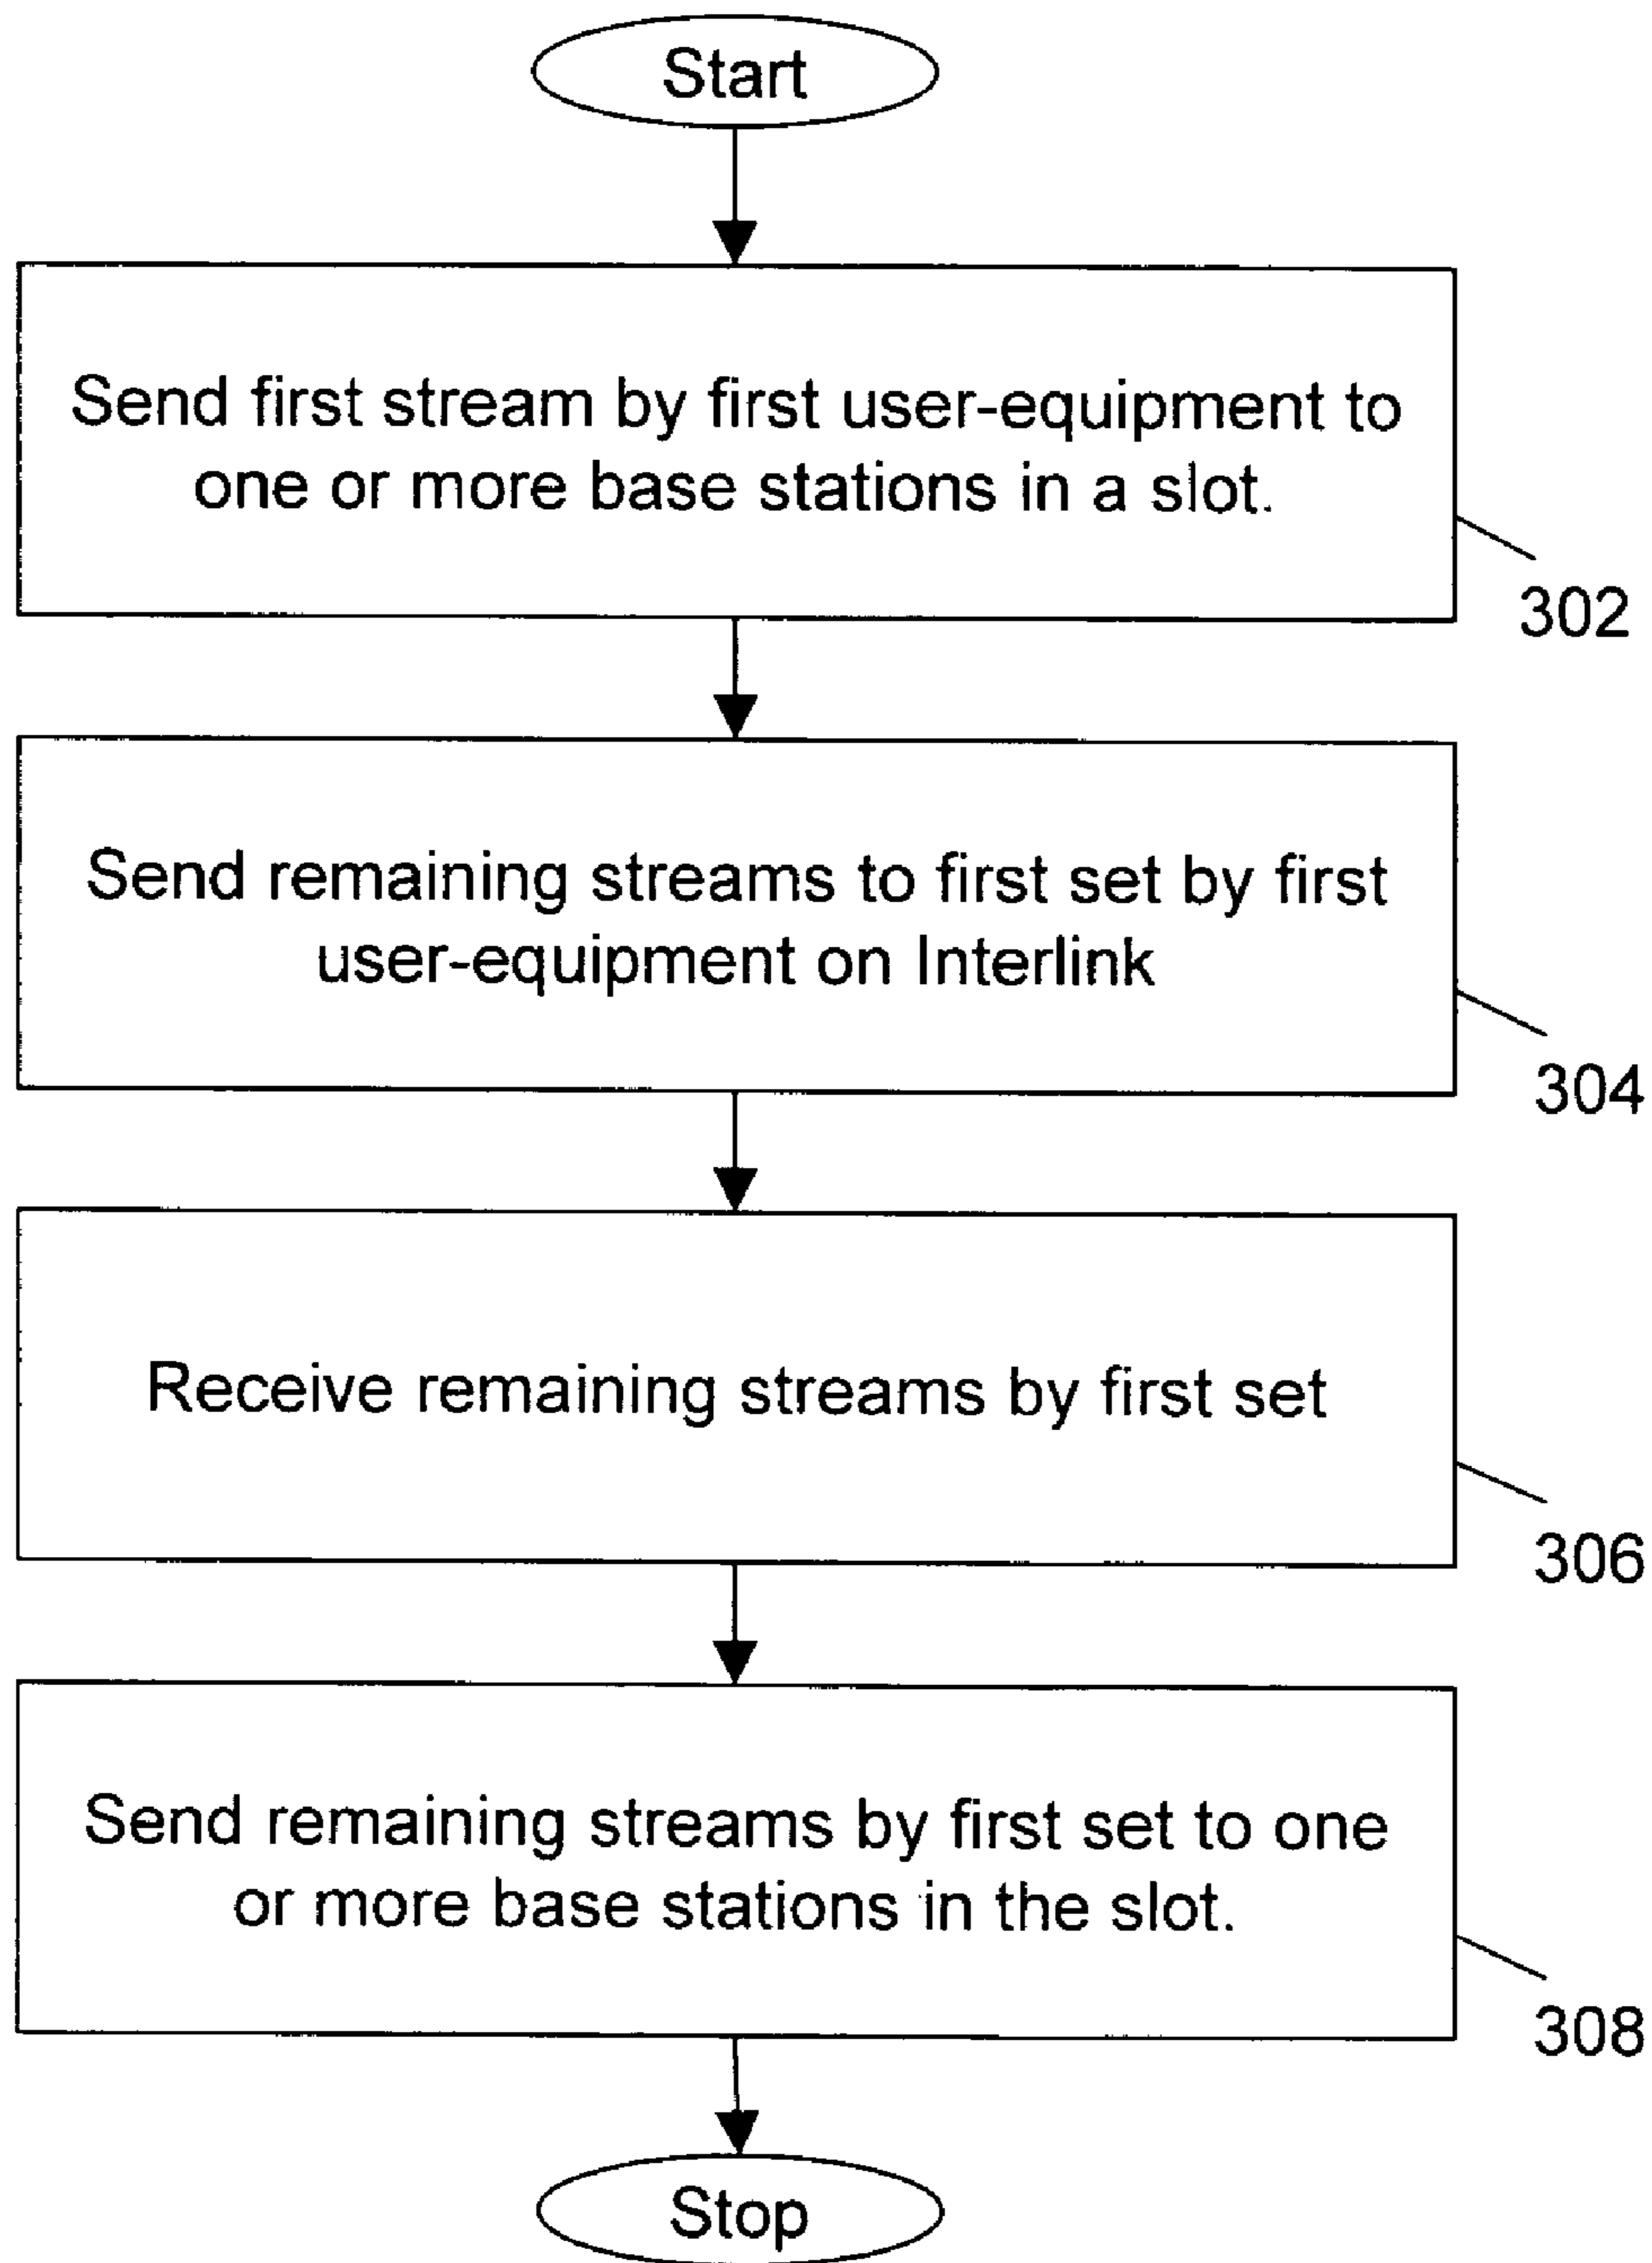 Start
Send first stream by first user-equipment to
one or more base stations in a slot.
302
Send remaining streams to first set by first
user-equipment on Interlink
304
Receive remaining streams by first set
306
Send remaining streams by first set to one
or more base stations in the slot.
308
Stop